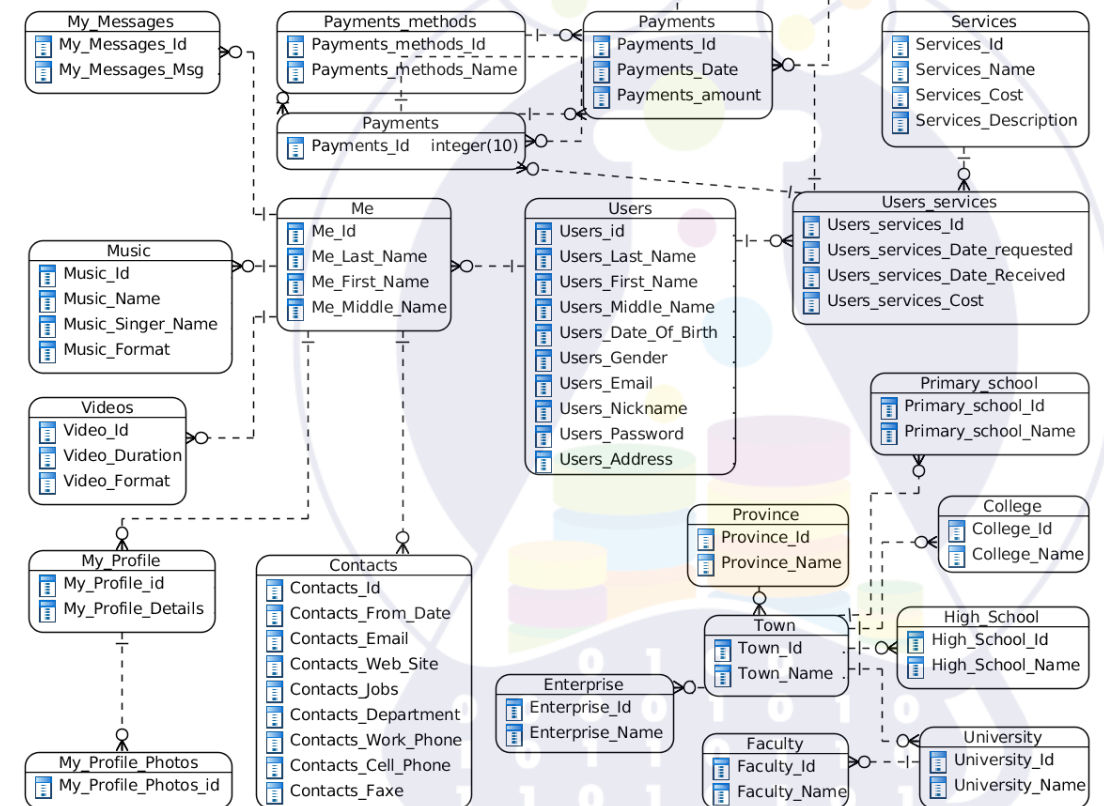 My_Messages
My_Messages_Id
My_Messages_Msg
Payments_methods
Payments_methods_Id
Payments_methods_Name
Payments
Payments_Id
Payments_Date
Payments_amount
Services
Services_Id
Services_Name
Services_Cost
Services_Description
Payments
Payments_Id integer(10)
Me
Me_Id
Me_Last_Name
Me_First_Name
Me_Middle_Name
Users
Users_id
Users_Last_Name
Users_First_Name
Users_Middle_Name
Users_Date_Of_Birth
Users_Gender
Users_Email
Users_Nickname
Users_Password
Users_Address
Users_services
Users_services_Id
Users_services_Date_requested
Users_services_Date_Received
Users_services_Cost
Music
Music_Id
Music_Name
Music_Singer_Name
Music_Format
Videos
Video_Id
Video_Duration
Video_Format
Primary_school
Primary_school_Id
Primary_school_Name
College
College_Id
College_Name
Province
Province_Id
Province_Name
My_Profile
My_Profile_id
My_Profile_Details
Contacts
Contacts_Id
Contacts_From_Date
Contacts_Email
Contacts_Web_Site
Contacts_Jobs
Contacts_Department
Contacts_Work_Phone
Contacts_Cell_Phone
Contacts_Faxe
Town
Town_Id
Town_Name
High_School
High_School_Id
High_School_Name
Enterprise
Enterprise_Id
Enterprise_Name
Faculty
Faculty_Id
Faculty_Name
University
University_Id
University_Name
My_Profile_Photos
My_Profile_Photos_id